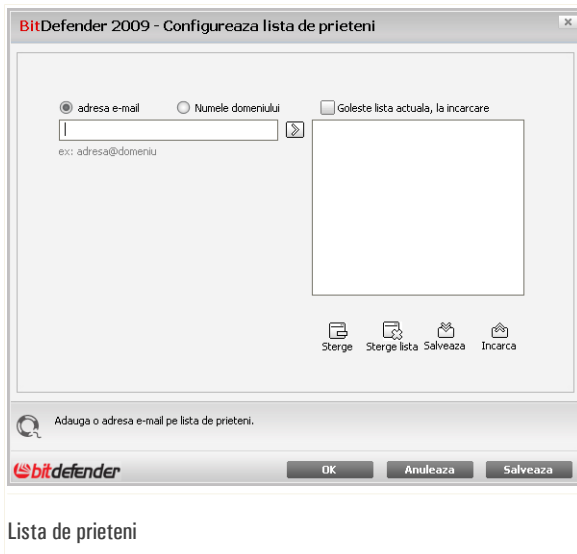 BitDefender 2009 - Configureaza lista de prieteni
adresa e-mail Numele domeniului Goleste lista actuala, la incarcare
ex: adresa@domeniu
Sterge Sterge lista Salveaza Incarca
Adauga o adresa e-mail pe lista de prieteni.
bitdefender OK Anuleaza Salveaza
Lista de prieteni